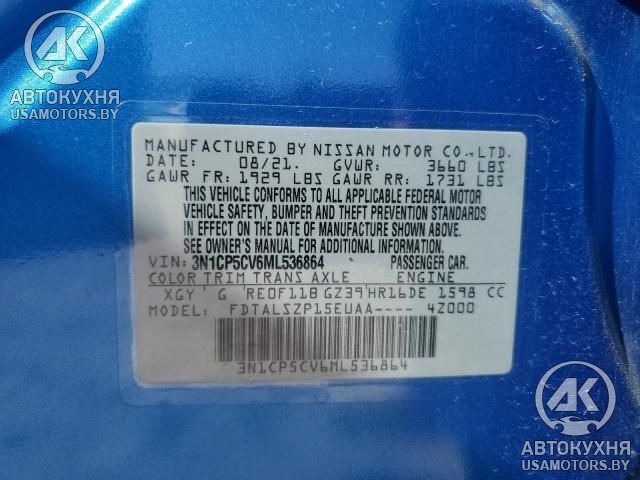 AK
АВТОКУХНЯ
USAMOTORS.BY
MANUFACTURED BY NISSAN MOTOR CO.,LTD.
DATE: 08/21. GVWR: 3660 LBS
GAWR FR: 1929 LBS GAWR RR: 1731 LBS
THIS VEHICLE CONFORMS TO ALL APPLICABLE FEDERAL MOTOR
VEHICLE SAFETY, BUMPER AND THEFT PREVENTION STANDARDS
IN EFFECT ON THE DATE OF MANUFACTURE SHOWN ABOVE.
SEE OWNER'S MANUAL FOR ADDITIONAL INFORMATION.
VIN: 3N1CP5CV6ML536864 PASSENGER CAR.
COLOR TRIM TRANS AXLE ENGINE
XGY G RE0F11B GZ39 HR16DE 1598 CC
MODEL: FDTALSZP15EUAA---- 4Z000
3N1CP5CV6ML536864
AK
АВТОКУХНЯ
USAMOTORS.BY